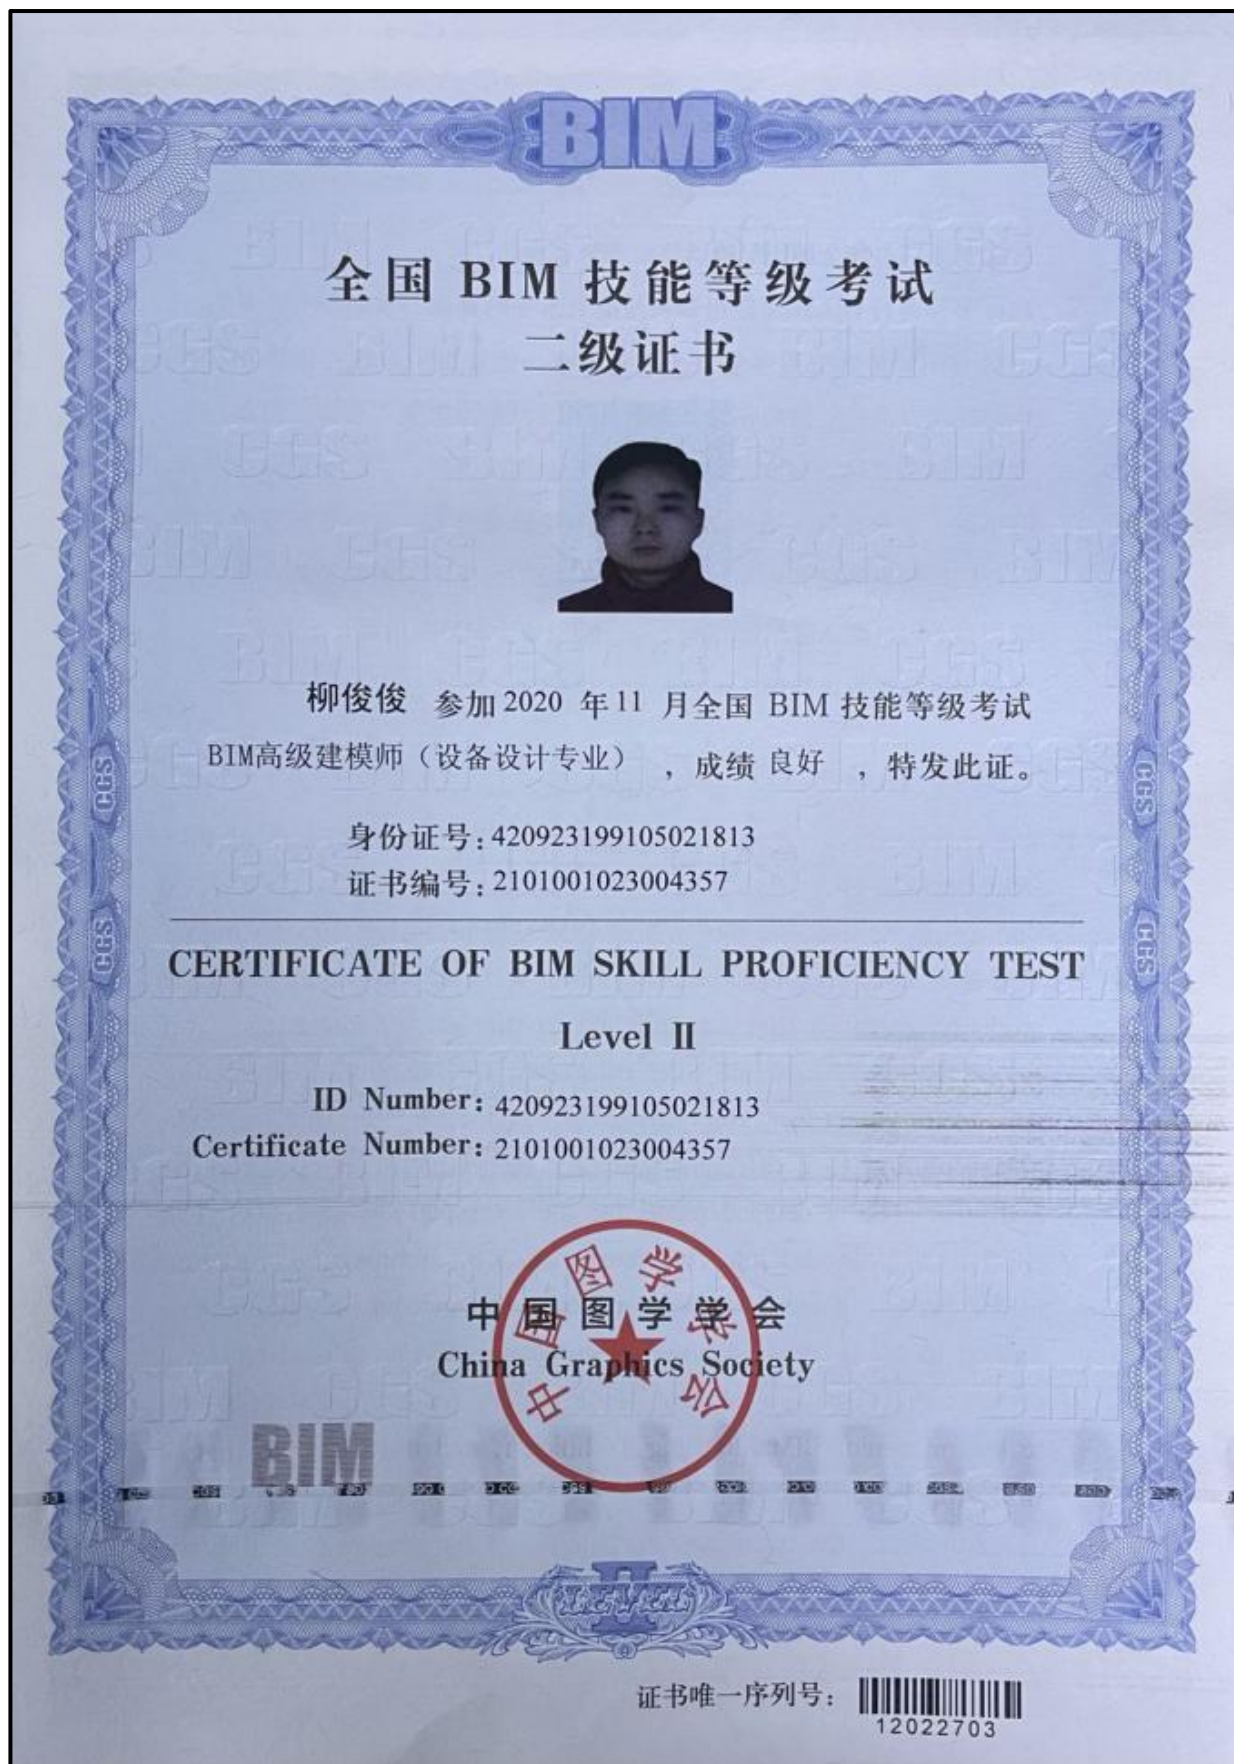 BIM
全国 BIM 技能等级考试
二级证书
柳俊俊 参加 2020 年 11 月全国 BIM 技能等级考试
BIM高级建模师（设备设计专业） ，成绩 良好 ，特发此证。
身份证号：420923199105021813
证书编号：2101001023004357
CERTIFICATE OF BIM SKILL PROFICIENCY TEST
Level II
ID Number: 420923199105021813
Certificate Number: 2101001023004357
中国图学学会
China Graphics Society
中国图学学会
BIM
CGS
CGS
CGS
CGS
II
LEVEL
证书唯一序列号：
12022703